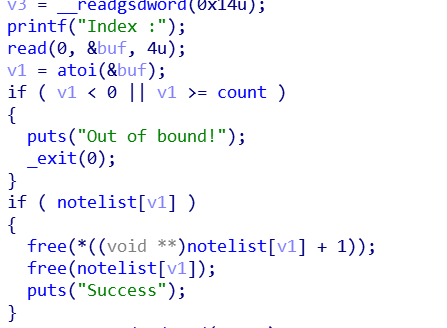 v3 = __readgsdword(0x14u);
printf("Index :");
read(0, &buf, 4u);
v1 = atoi(&buf);
if ( v1 < 0 || v1 >= count )
{
puts("Out of bound!");
_exit(0);
}
if ( notelist[v1] )
{
free(*((void **)notelist[v1] + 1));
free(notelist[v1]);
puts("Success");
}